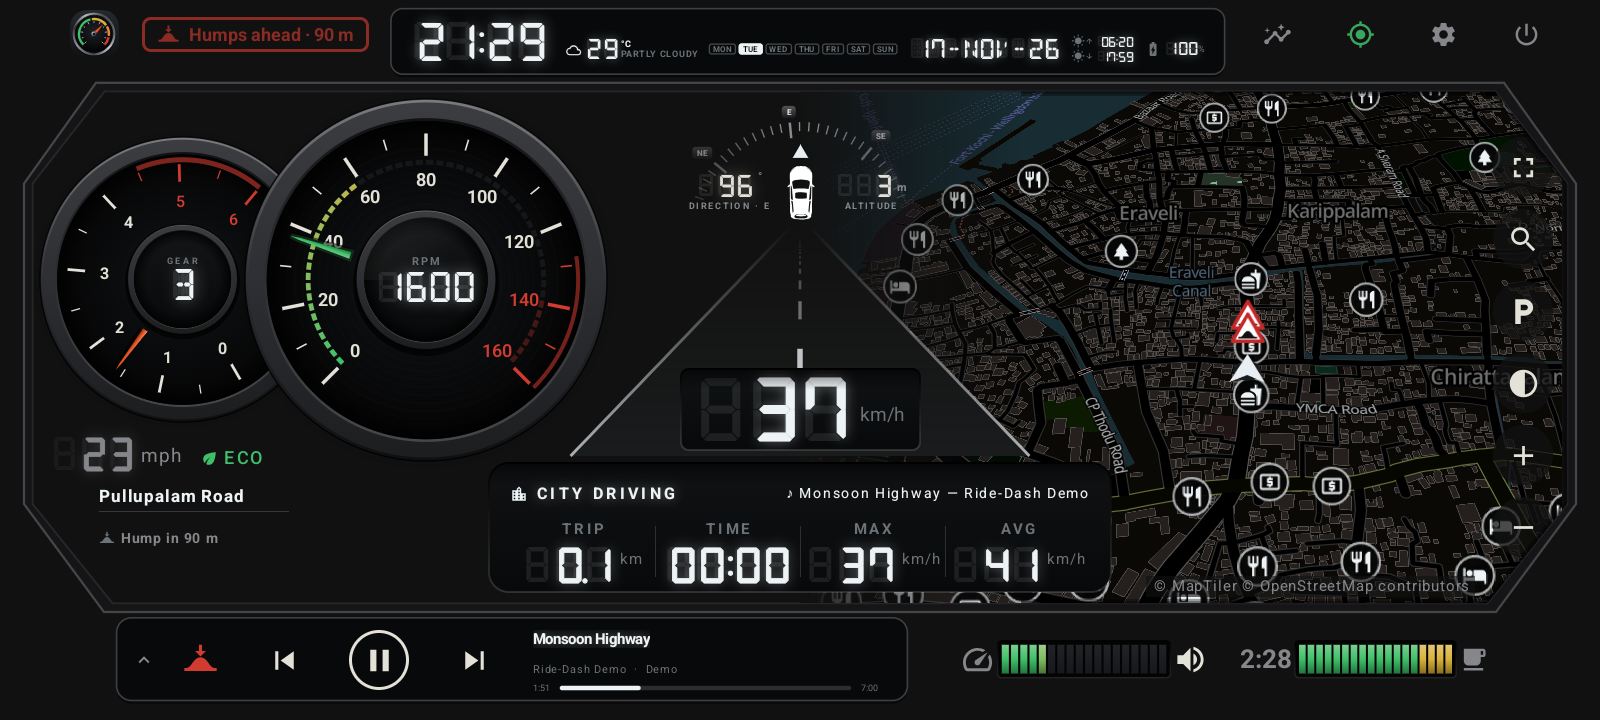 Humps ahead · 90 m
21:29
29 °C
PARTLY CLOUDY
MON TUE WED THU FRI SAT SUN
17-NOV-26
06:20
17:59
100%
0 1 2 3 4 5 6
GEAR
3
0 20 40 60 80 100 120 140 160
RPM
1600
NE E SE
96°
DIRECTION · E
3 m
ALTITUDE
37 km/h
23 mph
ECO
Pullupalam Road
Hump in 90 m
CITY DRIVING
♪ Monsoon Highway — Ride-Dash Demo
TRIP TIME MAX AVG
0.1 km 00:00 37 km/h 41 km/h
Eraveli
Karippalam
Eraveli
Canal
P
YMCA Road
CP Thodu Road
© MapTiler © OpenStreetMap contributors
Monsoon Highway
Ride-Dash Demo · Demo
1:51 7:00
2:28